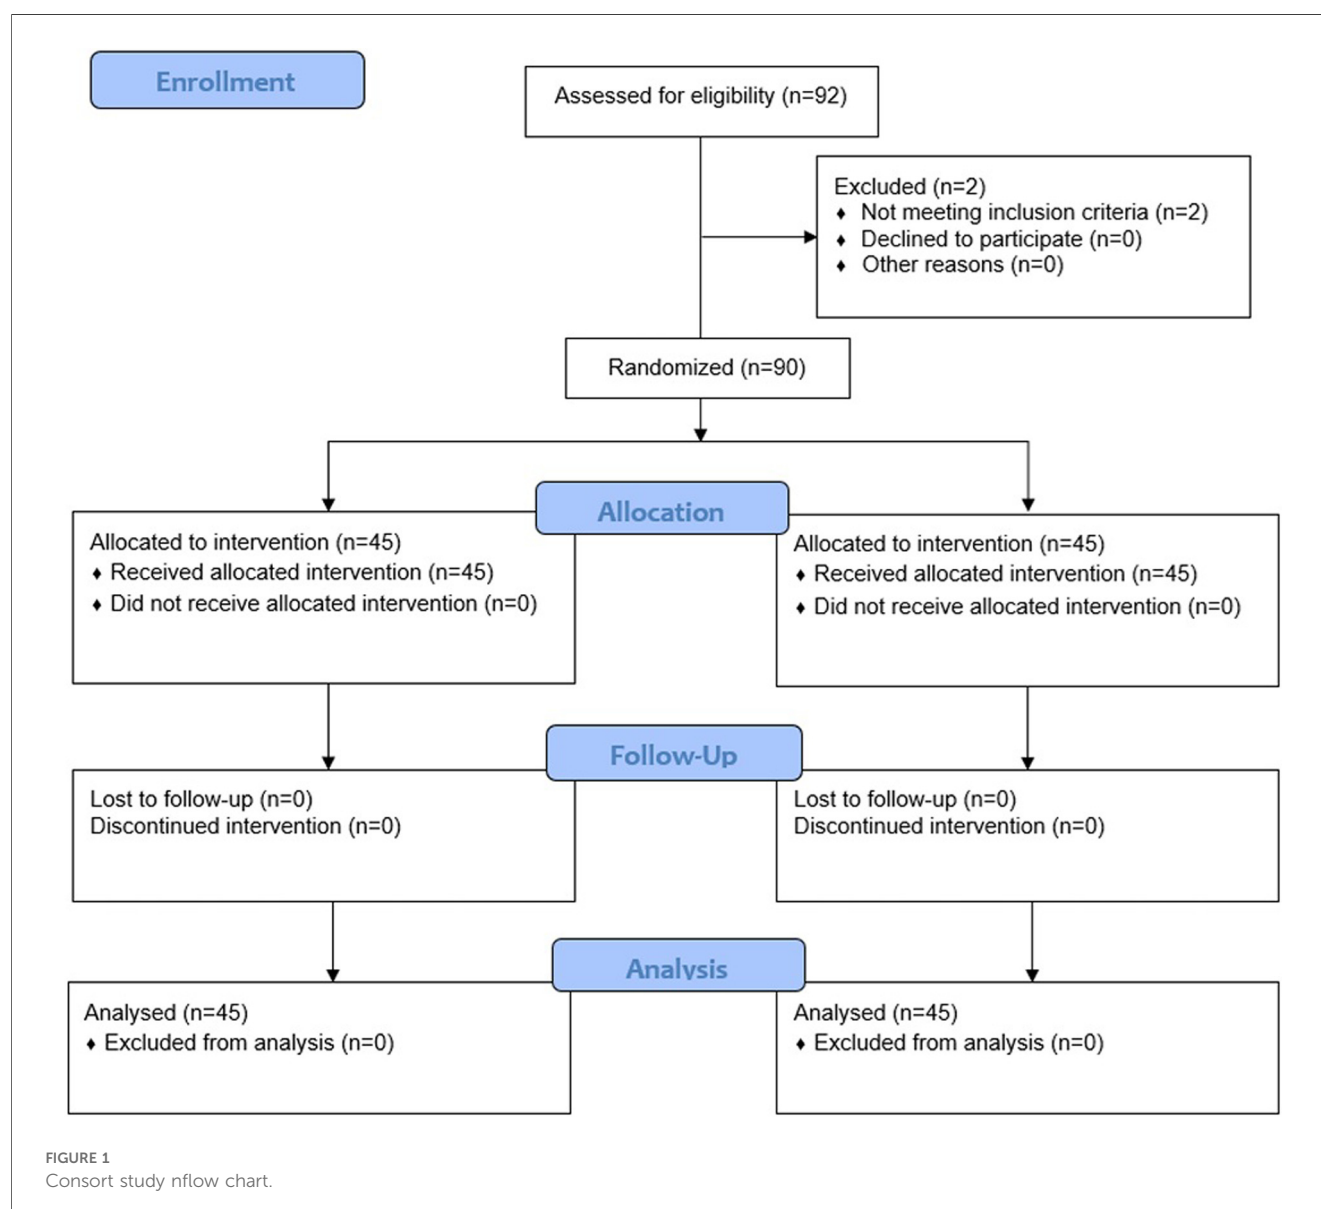 Enrollment
Assessed for eligibility (n=92)
Excluded (n=2)
♦ Not meeting inclusion criteria (n=2)
♦ Declined to participate (n=0)
♦ Other reasons (n=0)
Randomized (n=90)
Allocation
Allocated to intervention (n=45)
♦ Received allocated intervention (n=45)
♦ Did not receive allocated intervention (n=0)
Allocated to intervention (n=45)
♦ Received allocated intervention (n=45)
♦ Did not receive allocated intervention (n=0)
Follow-Up
Lost to follow-up (n=0)
Discontinued intervention (n=0)
Lost to follow-up (n=0)
Discontinued intervention (n=0)
Analysis
Analysed (n=45)
♦ Excluded from analysis (n=0)
Analysed (n=45)
♦ Excluded from analysis (n=0)
FIGURE 1
Consort study nflow chart.